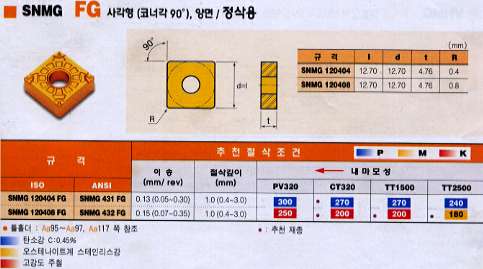 SNMG FG 사각형 (코너각 90°), 양면 / 정삭용
(mm)
90°
R
d=I
t
규 격 l d t r
SNMG 120404 12.70 12.70 4.76 0.4
SNMG 120408 12.70 12.70 4.76 0.8
규 격 추 천 절 삭 조 건 P M K
이 송 (mm/ rev) 절삭깊이 (mm) 내 마 모 성
ISO ANSI PV320 CT320 TT1500 TT2500
SNMG 120404 FG SNMG 431 FG 0.13 (0.05~0.30) 1.0 (0.4~3.0) 300 • 270 270 240
SNMG 120408 FG SNMG 432 FG 0.15 (0.07~0.35) 1.0 (0.4~3.0) 250 • 200 • 200 • 180
• 툴홀더 : Aa95~Aa97, Aa117 쪽 참조 • : 추천 재종
탄소강 C:0.45%
오스테나이트계 스테인리스강
고감도 주철